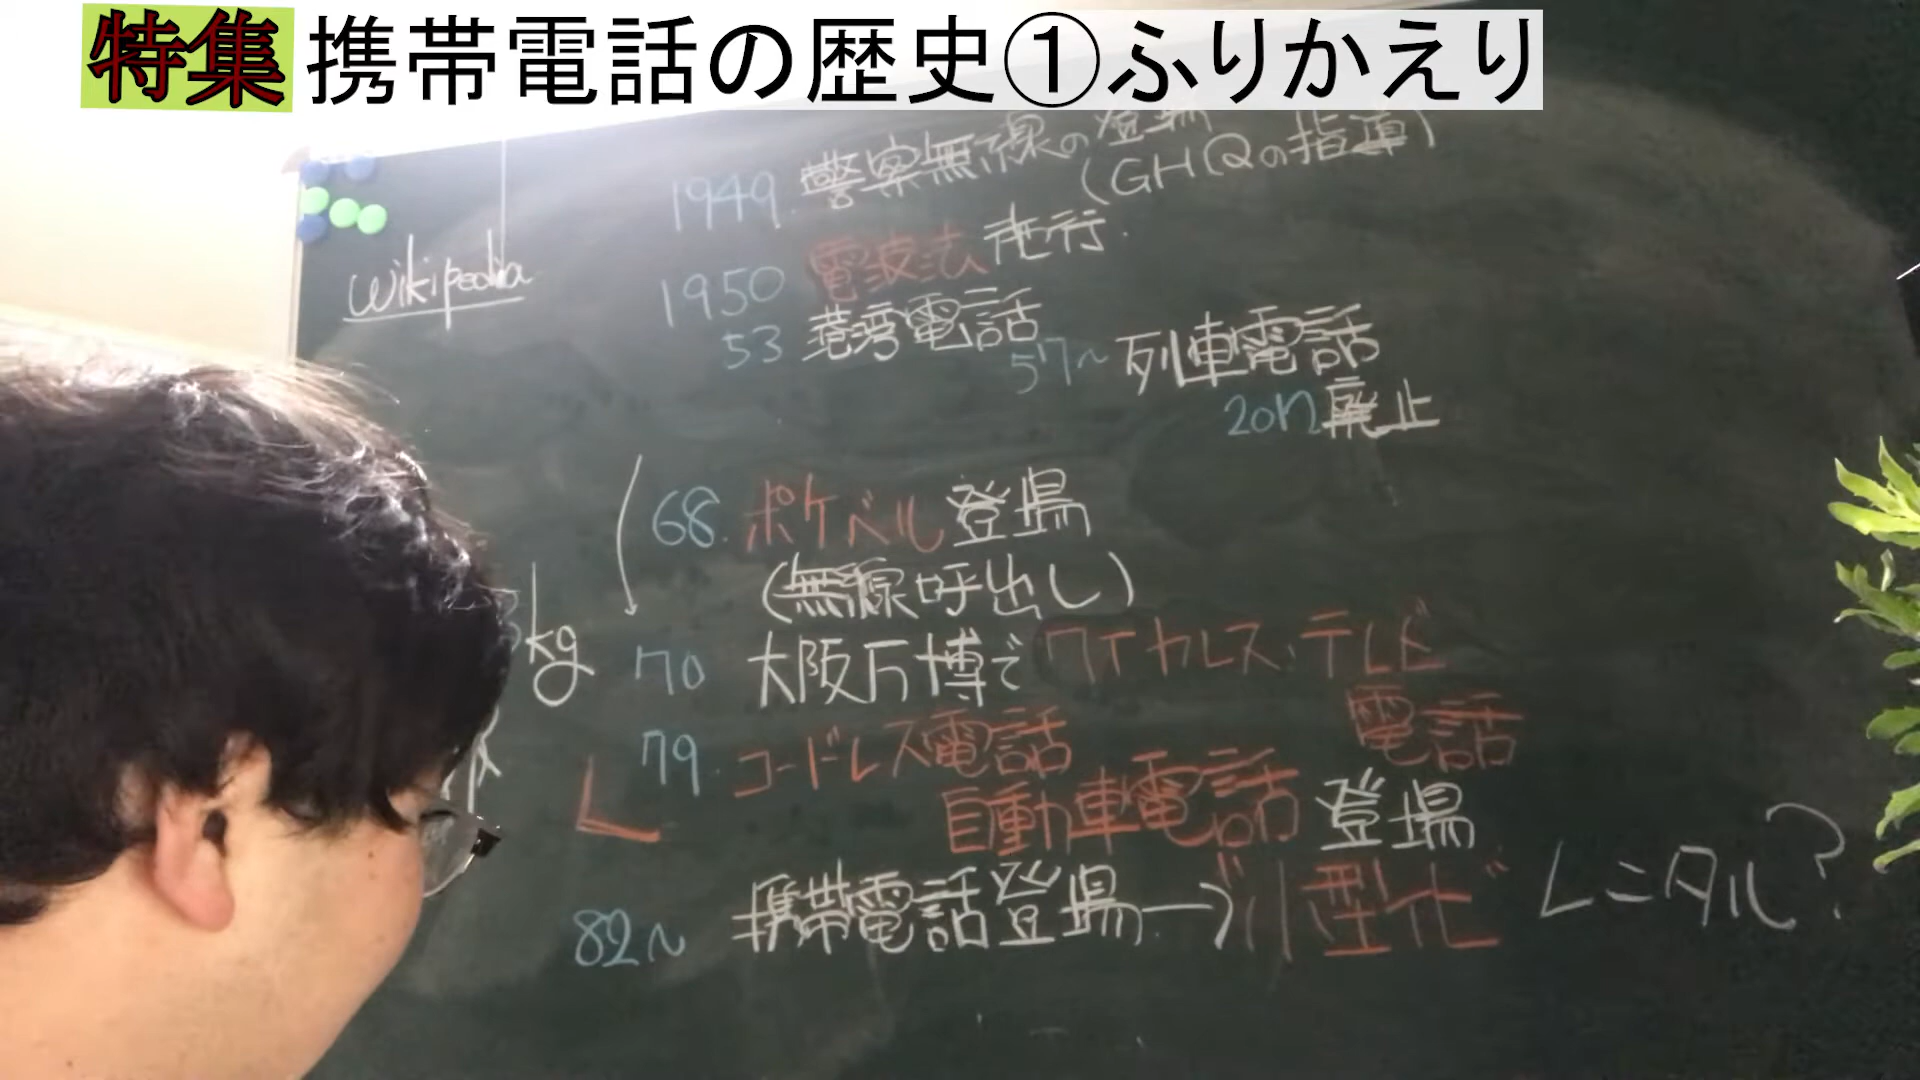 特集 携帯電話の歴史①ふりかえり
1949. 警察無線の登場
(GHQの指導)
wikipedia
1950 電波法施行.
53 港湾電話
57~ 列車電話
20n廃止
68. ポケベル登場
(無線呼出し)
kg
70 大阪万博でワイヤレス・テレビ
電話
79. コードレス電話
自動車電話 登場
82~ 携帯電話登場→小型化 レンタル?